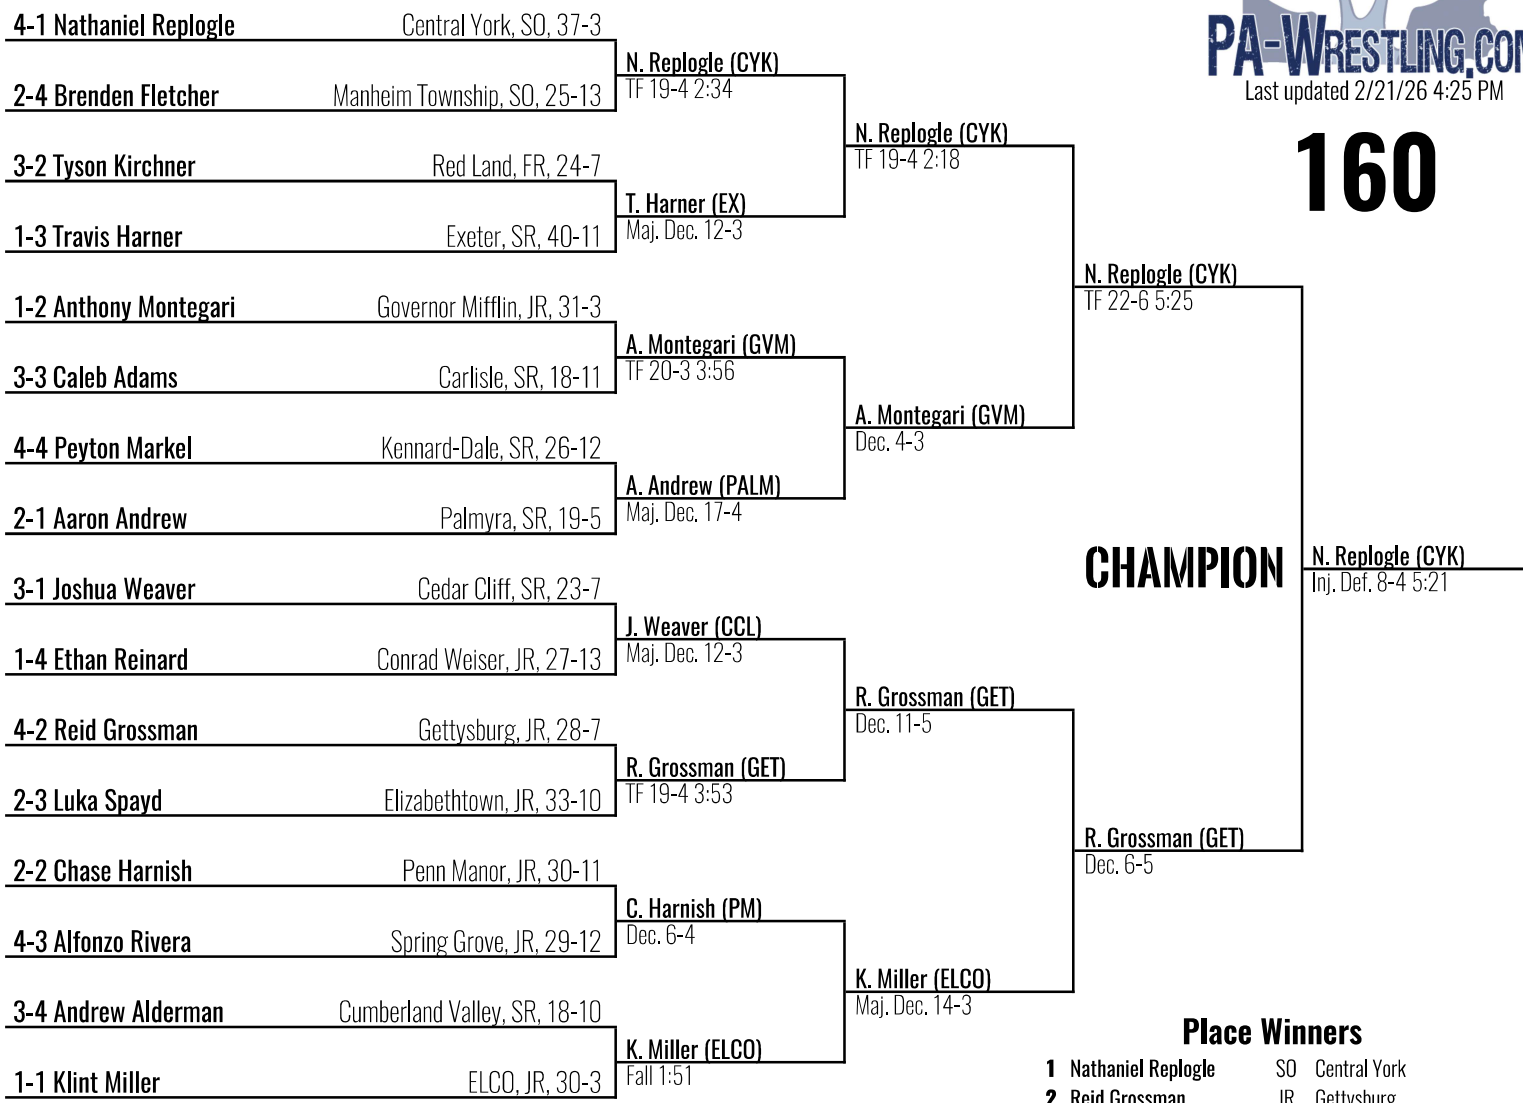 4-1 Nathaniel Replogle Central York, SO, 37-3
N. Replogle (CYK)
TF 19-4 2:34
2-4 Brenden Fletcher Manheim Township, SO, 25-13
N. Replogle (CYK)
TF 19-4 2:18
3-2 Tyson Kirchner Red Land, FR, 24-7
T. Harner (EX)
Maj. Dec. 12-3
1-3 Travis Harner Exeter, SR, 40-11
N. Replogle (CYK)
TF 22-6 5:25
1-2 Anthony Montegari Governor Mifflin, JR, 31-3
A. Montegari (GVM)
TF 20-3 3:56
3-3 Caleb Adams Carlisle, SR, 18-11
A. Montegari (GVM)
Dec. 4-3
4-4 Peyton Markel Kennard-Dale, SR, 26-12
A. Andrew (PALM)
Maj. Dec. 17-4
2-1 Aaron Andrew Palmyra, SR, 19-5
CHAMPION
N. Replogle (CYK)
Inj. Def. 8-4 5:21
3-1 Joshua Weaver Cedar Cliff, SR, 23-7
J. Weaver (CCL)
Maj. Dec. 12-3
1-4 Ethan Reinard Conrad Weiser, JR, 27-13
R. Grossman (GET)
Dec. 11-5
4-2 Reid Grossman Gettysburg, JR, 28-7
R. Grossman (GET)
TF 19-4 3:53
2-3 Luka Spayd Elizabethtown, JR, 33-10
R. Grossman (GET)
Dec. 6-5
2-2 Chase Harnish Penn Manor, JR, 30-11
C. Harnish (PM)
Dec. 6-4
4-3 Alfonzo Rivera Spring Grove, JR, 29-12
K. Miller (ELCO)
Maj. Dec. 14-3
3-4 Andrew Alderman Cumberland Valley, SR, 18-10
K. Miller (ELCO)
Fall 1:51
1-1 Klint Miller ELCO, JR, 30-3
PA-WRESTLING.COM
Last updated 2/21/26 4:25 PM
160
Place Winners
1 Nathaniel Replogle SO Central York
2 Reid Grossman JR Gettysburg